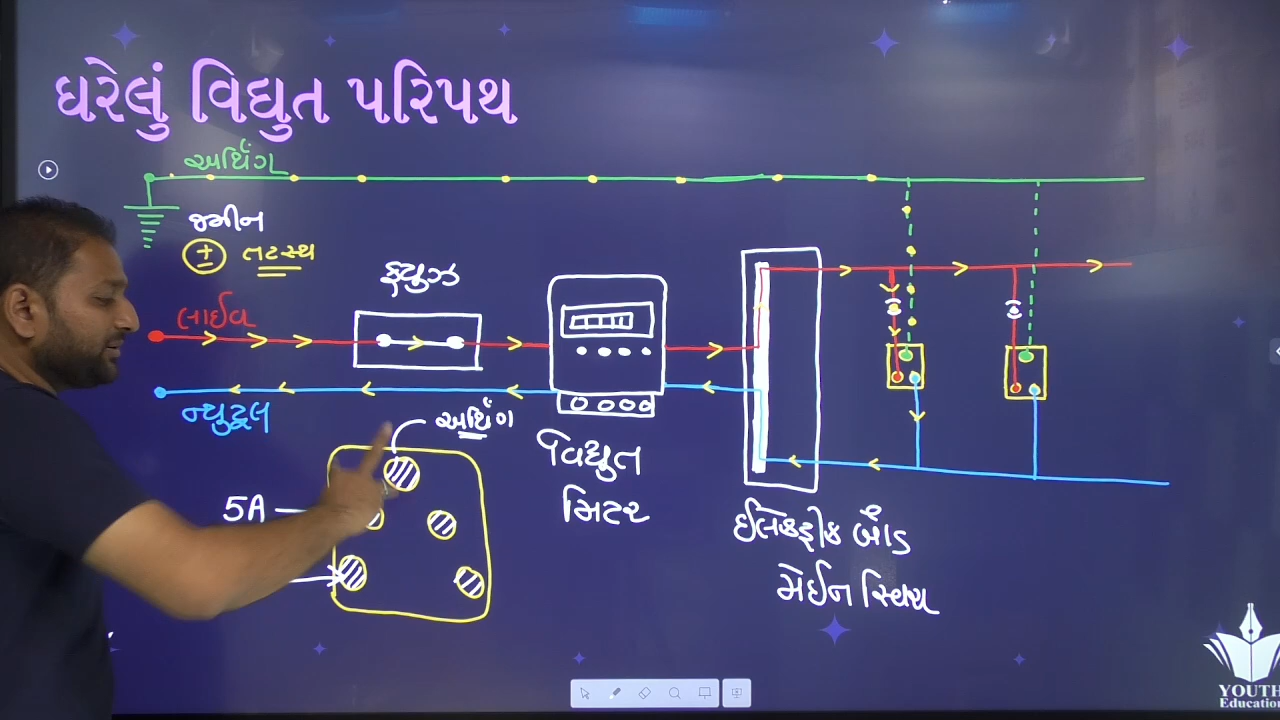 ઘરેલું વિદ્યુત પરિપથ
અર્થિંગ
જમીન
± તટસ્થ
ફ્યુઝ
લાઈવ
ન્યુટ્રલ
અર્થિંગ
5A
વિદ્યુત
મિટર
ઈલેક્ટ્રીક બોર્ડ
મેઈન સ્વિચ
YOUTH
Education